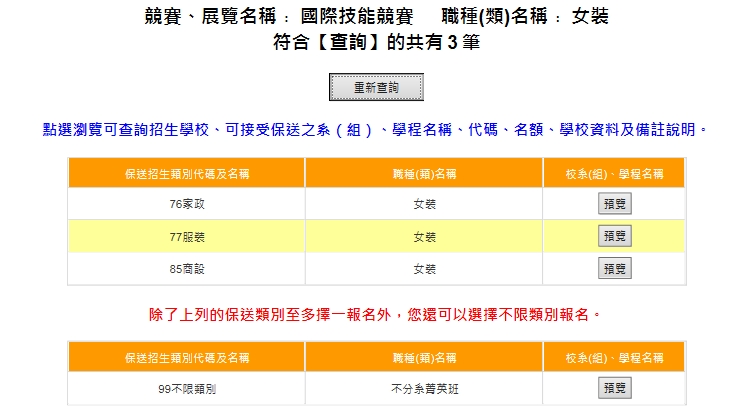 競賽、展覽名稱﹕國際技能競賽 職種(類)名稱﹕女裝
符合【查詢】的共有 3 筆
重新查詢
點選瀏覽可查詢招生學校、可接受保送之系（組）、學程名稱、代碼、名額、學校資料及備註說明。
保送招生類別代碼及名稱 職種(類)名稱 校系(組)、學程名稱
76家政 女裝 預覽
77服裝 女裝 預覽
85商設 女裝 預覽
除了上列的保送類別至多擇一報名外，您還可以選擇不限類別報名。
保送招生類別代碼及名稱 職種(類)名稱 校系(組)、學程名稱
99不限類別 不分系菁英班 預覽